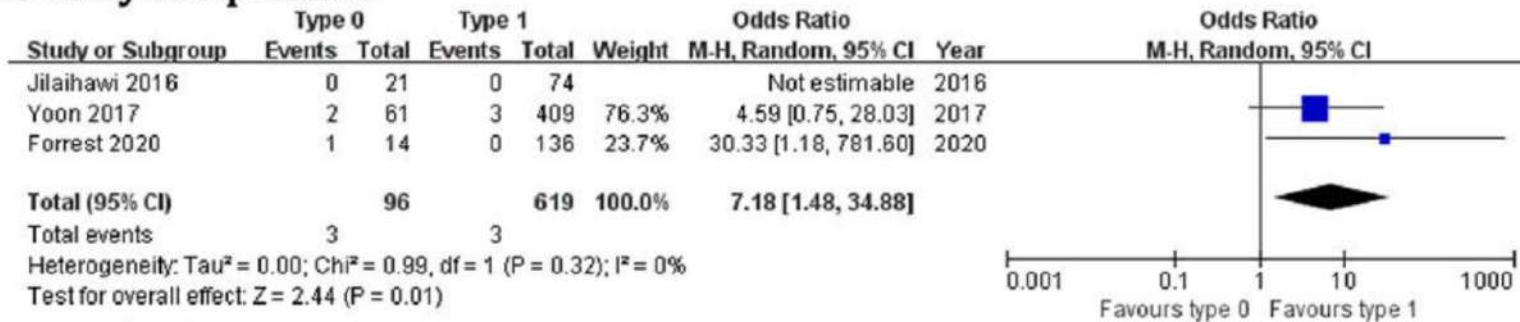 Type 0 Type 1 Odds Ratio Odds Ratio
Study or Subgroup Events Total Events Total Weight M-H, Random, 95% CI Year M-H, Random, 95% CI
Jilaihawi 2016 0 21 0 74 Not estimable 2016
Yoon 2017 2 61 3 409 76.3% 4.59 [0.75, 28.03] 2017
Forrest 2020 1 14 0 136 23.7% 30.33 [1.18, 781.60] 2020
Total (95% CI) 96 619 100.0% 7.18 [1.48, 34.88]
Total events 3 3
Heterogeneity: Tau² = 0.00; Chi² = 0.99, df = 1 (P = 0.32); I² = 0%
Test for overall effect: Z = 2.44 (P = 0.01)
0.001 0.1 1 10 1000
Favours type 0 Favours type 1